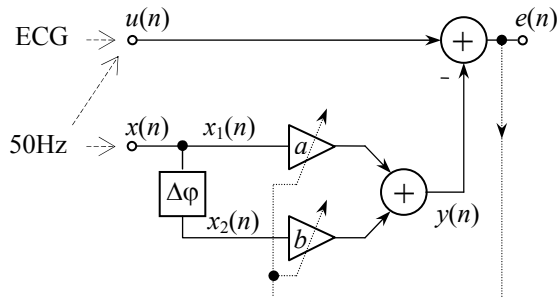 ECG u(n) + e(n)
-
50Hz x(n) x₁(n) a
Δφ + y(n)
x₂(n) b